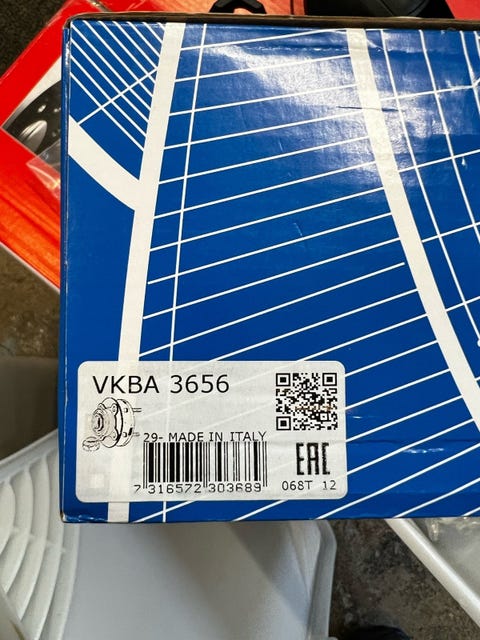 VKBA 3656
29- MADE IN ITALY
EAC
7 316572 303689
068T 12